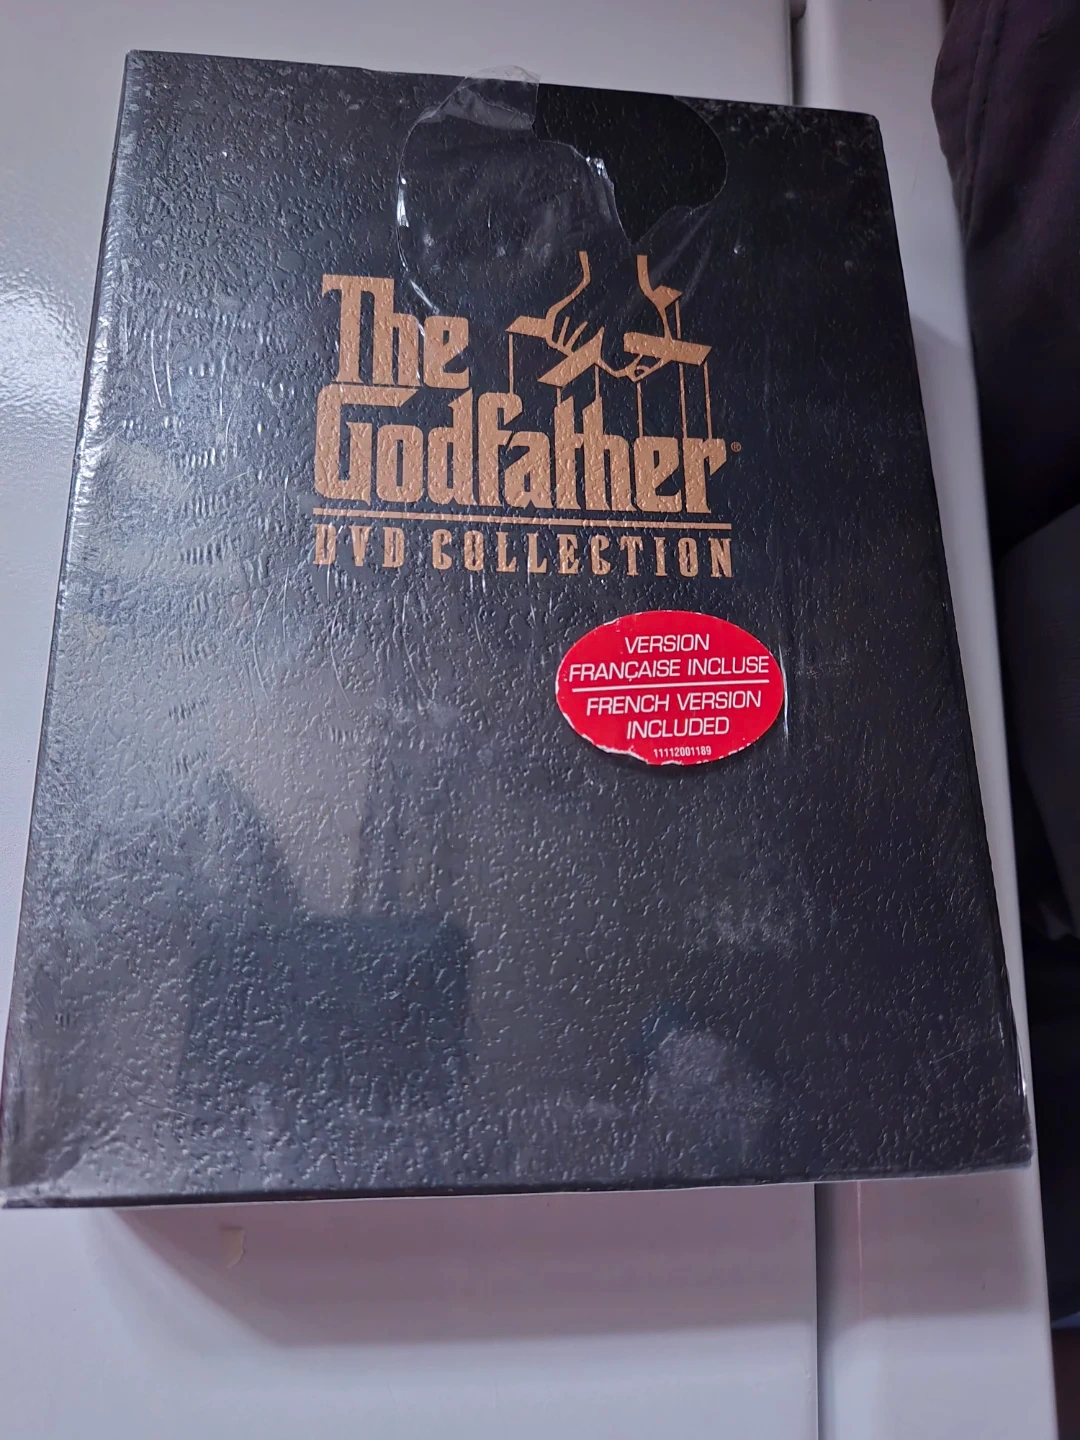 The
Godfather®
DVD COLLECTION
VERSION
FRANÇAISE INCLUSE
FRENCH VERSION
INCLUDED
11112001189